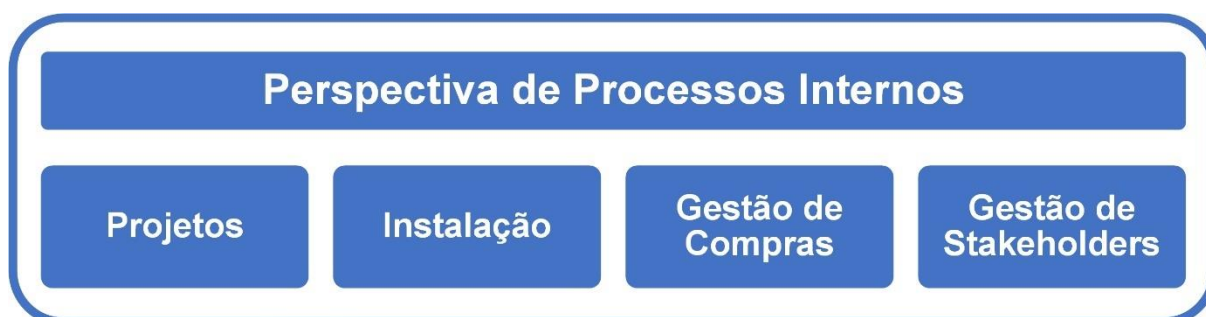 Perspectiva de Processos Internos
Projetos
Instalação
Gestão de
Compras
Gestão de
Stakeholders